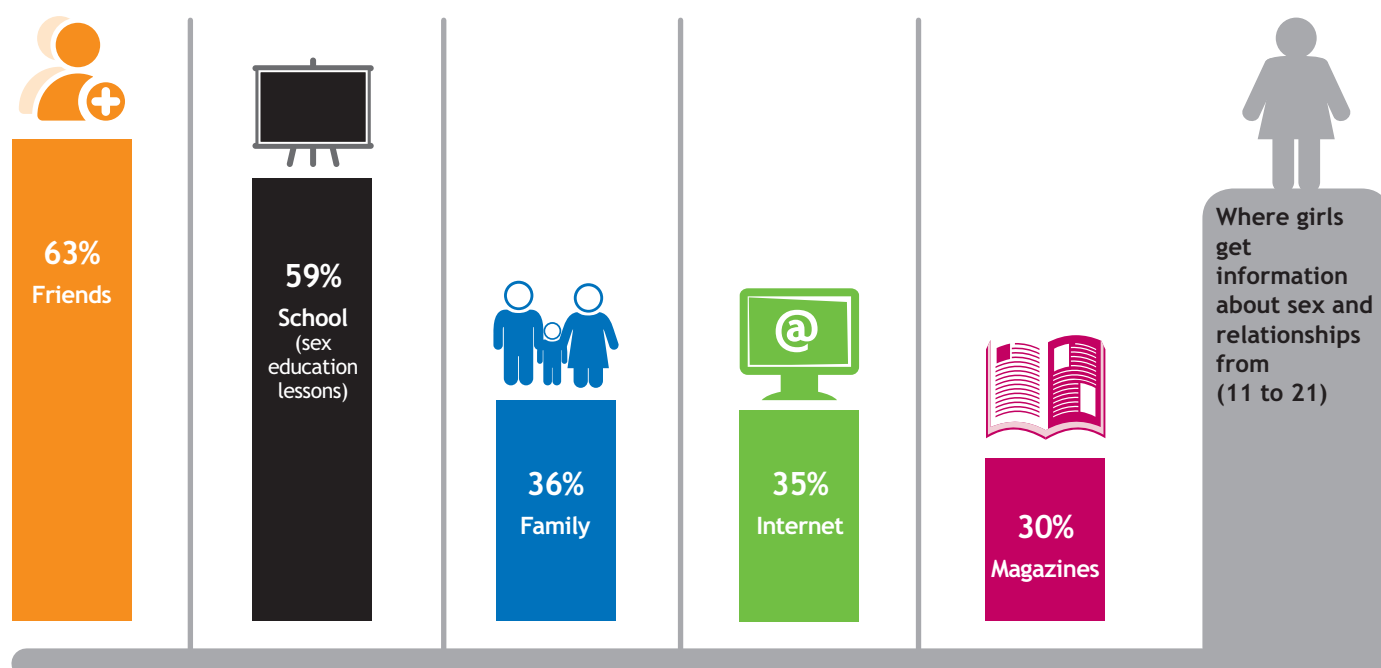 63%
Friends
59%
School
(sex
education
lessons)
36%
Family
@
35%
Internet
30%
Magazines
Where girls
get
information
about sex and
relationships
from
(11 to 21)